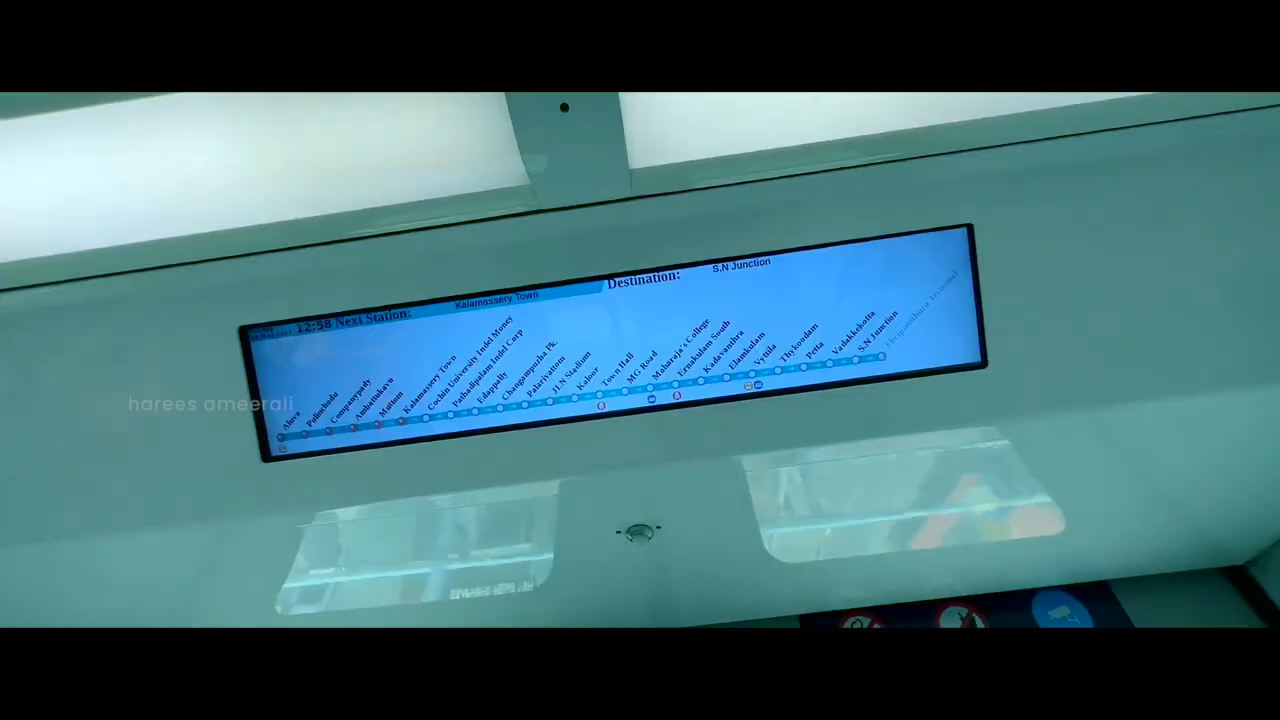 12:58 Next Station:
Kalamassery Town
Destination:
S.N Junction
Aluva
Pulinchodu
Companypady
Ambattukavu
Muttom
Kalamassery Town
Cochin University Indel Money
Pathadipalam Indel Corp
Edappally
Changampuzha Pk.
Palarivattom
JLN Stadium
Kaloor
Town Hall
MG Road
Maharaja's College
Ernakulam South
Kadavanthra
Elamkulam
Vyttila
Thykoodam
Petta
Vadakkekotta
S.N Junction
Thripunithura Terminal
harees ameerali